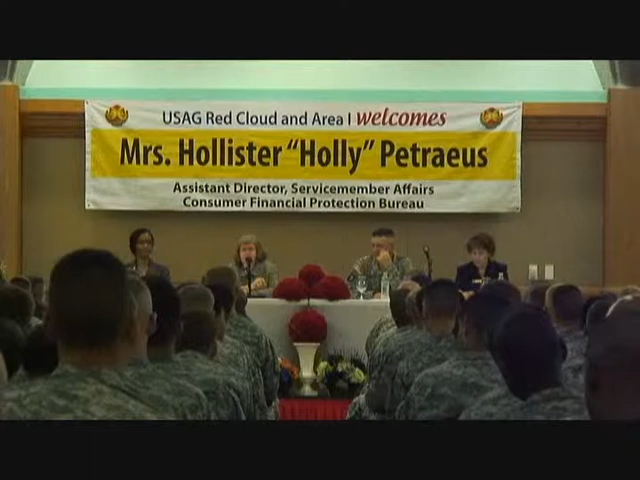 USAG Red Cloud and Area I welcomes
Mrs. Hollister "Holly" Petraeus
Assistant Director, Servicemember Affairs
Consumer Financial Protection Bureau